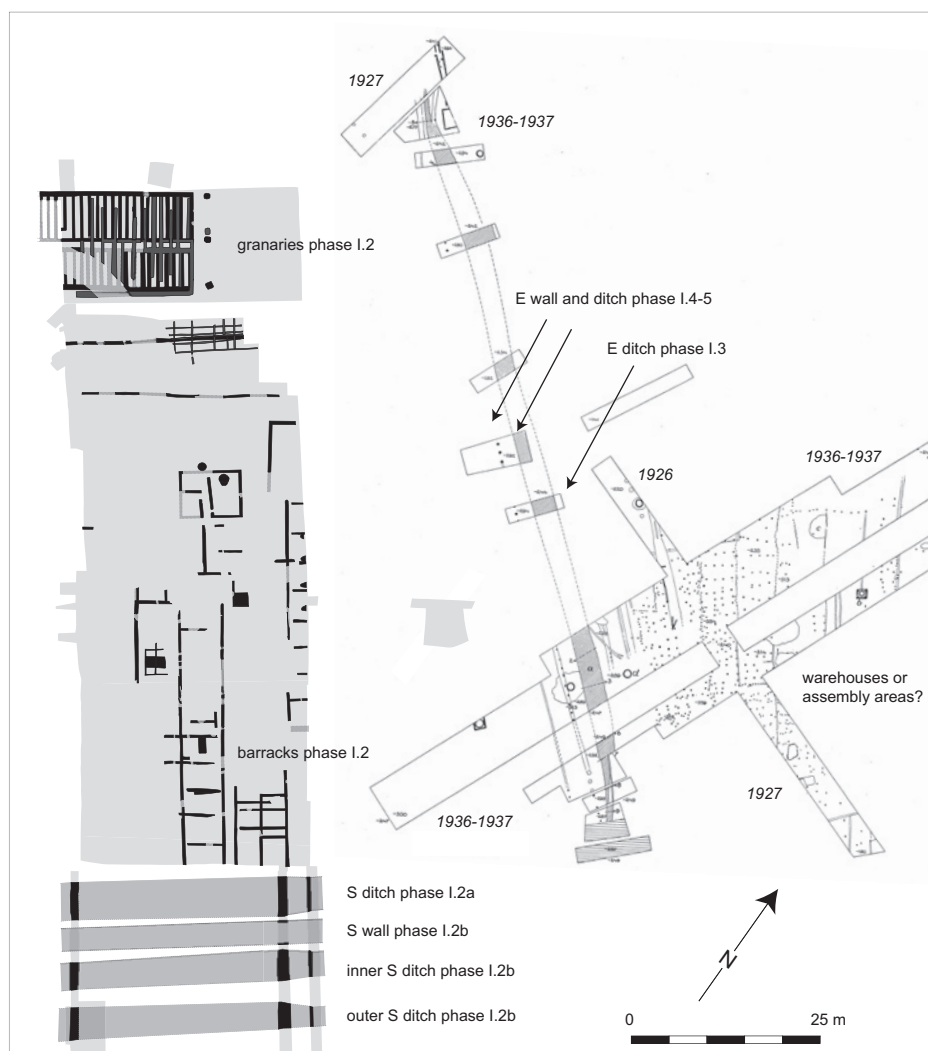 1927
1936-1937
granaries phase I.2
E wall and ditch phase I.4-5
E ditch phase I.3
1926
1936-1937
warehouses or
assembly areas?
barracks phase I.2
1927
1936-1937
S ditch phase I.2a
S wall phase I.2b
inner S ditch phase I.2b
outer S ditch phase I.2b
N
0 25 m